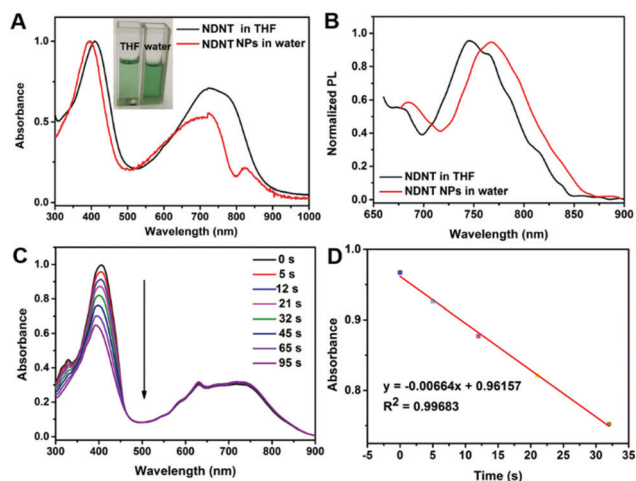 A
NDNT in THF
NDNT NPs in water
THF water
Absorbance
1.0
0.5
0.0
300 400 500 600 700 800 900 1000
Wavelength (nm)
B
Normalized PL
1.0
0.8
0.6
0.4
0.2
0.0
NDNT in THF
NDNT NPs in water
660 750 800 850 900
Wavelength (nm)
C
Absorbance
1.0
0.8
0.6
0.4
0.2
0.0
0 s
5 s
12 s
21 s
32 s
45 s
65 s
95 s
300 400 500 600 700 800 900
Wavelength (nm)
D
Absorbance
1.0
0.9
0.8
0.7
y = -0.00664x + 0.96157
R² = 0.99683
-5 0 5 10 15 20 25 30 35
Time (s)